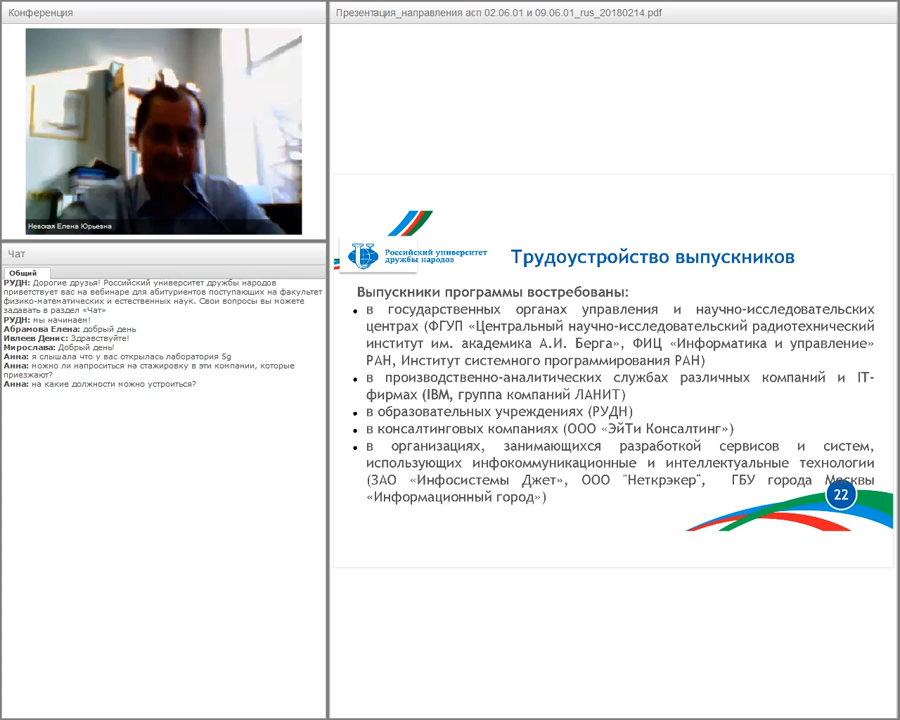 Конференция
Невская Елена Юрьевна
Чат
Общий
РУДН: Дорогие друзья! Российский университет дружбы народов
приветствует вас на вебинаре для абитуриентов поступающих на факультет
физико-математических и естественных наук. Свои вопросы вы можете
задавать в раздел «Чат»
РУДН: мы начинаем!
Абрамова Елена: добрый день
Ивлеев Денис: Здравствуйте!
Мирослава: Добрый день!
Анна: я слышала что у вас открылась лаборатория 5g
Анна: можно ли напроситься на стажировку в эти компании, которые
приезжают?
Анна: на какие должности можно устроиться?
Презентация_направления асп 02.06.01 и 09.06.01_rus_20180214.pdf
Российский университет
дружбы народов
Трудоустройство выпускников
Выпускники программы востребованы:
• в государственных органах управления и научно-исследовательских
центрах (ФГУП «Центральный научно-исследовательский радиотехнический
институт им. академика А.И. Берга», ФИЦ «Информатика и управление»
РАН, Институт системного программирования РАН)
• в производственно-аналитических службах различных компаний и IT-
фирмах (IBM, группа компаний ЛАНИТ)
• в образовательных учреждениях (РУДН)
• в консалтинговых компаниях (ООО «ЭйТи Консалтинг»)
• в организациях, занимающихся разработкой сервисов и систем,
использующих инфокоммуникационные и интеллектуальные технологии
(ЗАО «Инфосистемы Джет», ООО "Неткрэкер", ГБУ города Москвы
«Информационный город»)
22